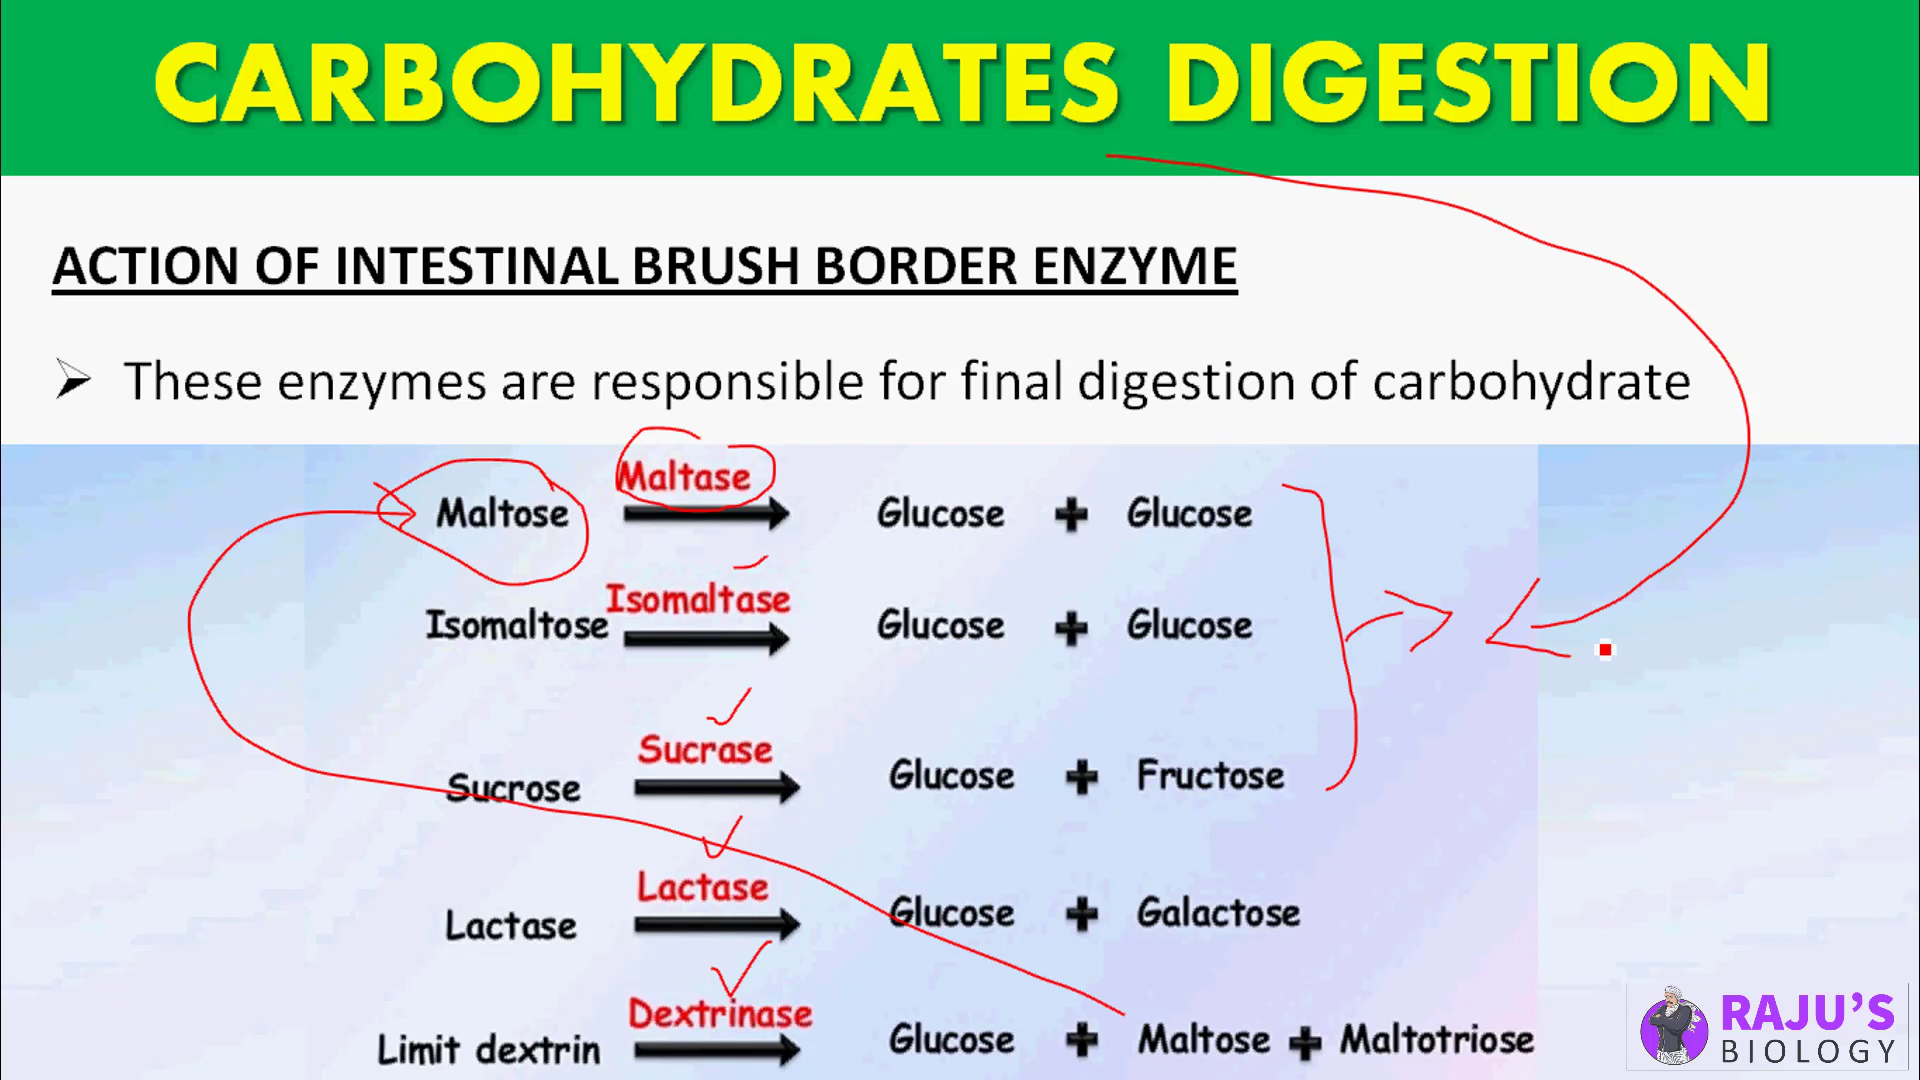 CARBOHYDRATES DIGESTION
ACTION OF INTESTINAL BRUSH BORDER ENZYME
These enzymes are responsible for final digestion of carbohydrate
Maltose Maltase Glucose + Glucose
Isomaltose Isomaltase Glucose + Glucose
Sucrose Sucrase Glucose + Fructose
Lactase Lactase Glucose + Galactose
Limit dextrin Dextrinase Glucose + Maltose + Maltotriose
RAJU'S
BIOLOGY